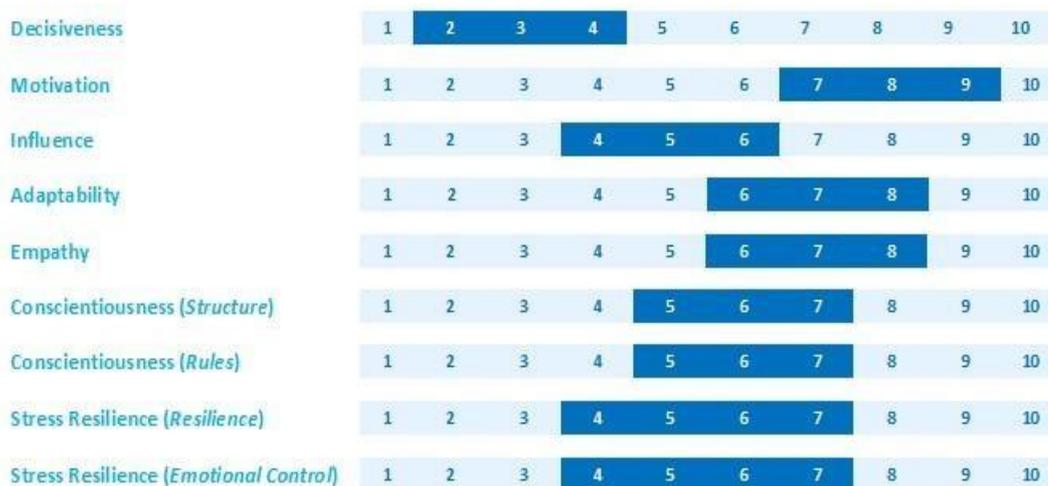 Decisiveness 1 2 3 4 5 6 7 8 9 10
Motivation 1 2 3 4 5 6 7 8 9 10
Influence 1 2 3 4 5 6 7 8 9 10
Adaptability 1 2 3 4 5 6 7 8 9 10
Empathy 1 2 3 4 5 6 7 8 9 10
Conscientiousness (Structure) 1 2 3 4 5 6 7 8 9 10
Conscientiousness (Rules) 1 2 3 4 5 6 7 8 9 10
Stress Resilience (Resilience) 1 2 3 4 5 6 7 8 9 10
Stress Resilience (Emotional Control) 1 2 3 4 5 6 7 8 9 10